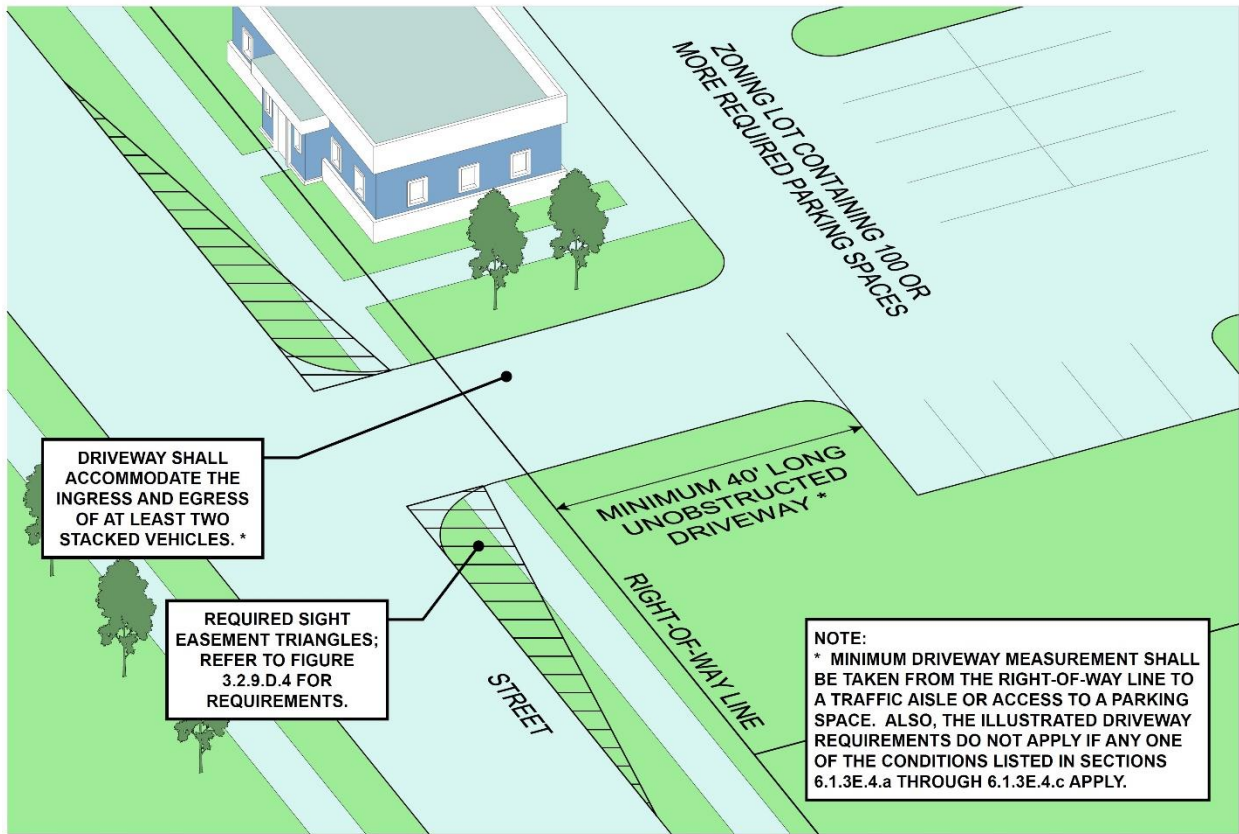 ZONING LOT CONTAINING 100 OR
MORE REQUIRED PARKING SPACES
DRIVEWAY SHALL
ACCOMMODATE THE
INGRESS AND EGRESS
OF AT LEAST TWO
STACKED VEHICLES. *
MINIMUM 40' LONG
UNOBSTRUCTED
DRIVEWAY *
REQUIRED SIGHT
EASEMENT TRIANGLES;
REFER TO FIGURE
3.2.9.D.4 FOR
REQUIREMENTS.
STREET
RIGHT-OF-WAY LINE
NOTE:
* MINIMUM DRIVEWAY MEASUREMENT SHALL
BE TAKEN FROM THE RIGHT-OF-WAY LINE TO
A TRAFFIC AISLE OR ACCESS TO A PARKING
SPACE. ALSO, THE ILLUSTRATED DRIVEWAY
REQUIREMENTS DO NOT APPLY IF ANY ONE
OF THE CONDITIONS LISTED IN SECTIONS
6.1.3E.4.a THROUGH 6.1.3E.4.c APPLY.